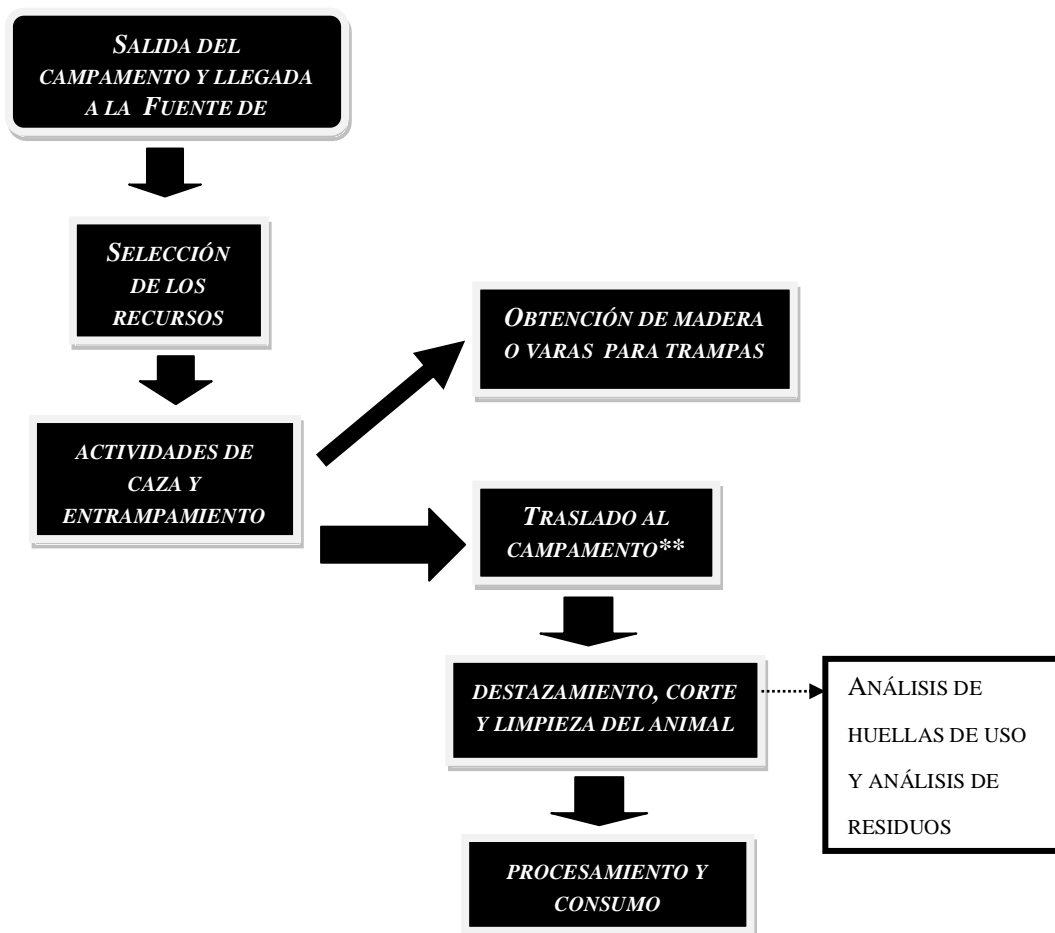 SALIDA DEL
CAMPAMENTO Y LLEGADA
A LA FUENTE DE
SELECCIÓN
DE LOS
RECURSOS
OBTENCIÓN DE MADERA
O VARAS PARA TRAMPAS
ACTIVIDADES DE
CAZA Y
ENTRAMPAMIENTO
TRASLADO AL
CAMPAMENTO**
DESTAZAMIENTO, CORTE
Y LIMPIEZA DEL ANIMAL
ANÁLISIS DE
HUELLAS DE USO
Y ANÁLISIS DE
RESIDUOS
PROCESAMIENTO Y
CONSUMO